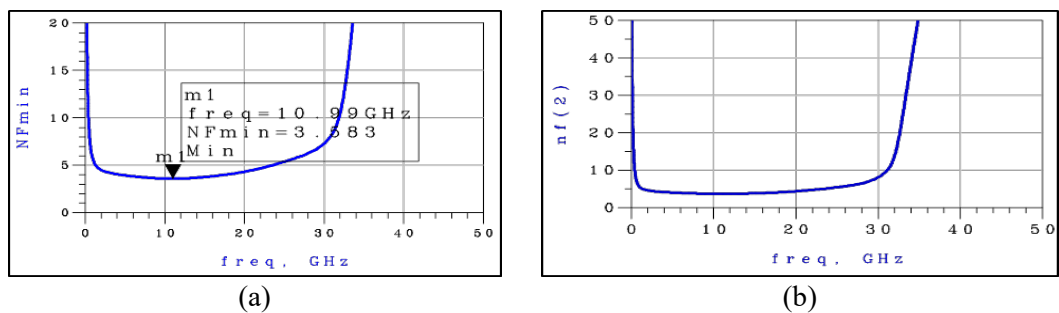 NFmin
20
15
10
5
0
m1
freq=10.99GHz
NFmin=3.583
Min
m1
0 10 20 30 40 50
freq, GHz
(a)
nf(2)
50
40
30
20
10
0
0 10 20 30 40 50
freq, GHz
(b)